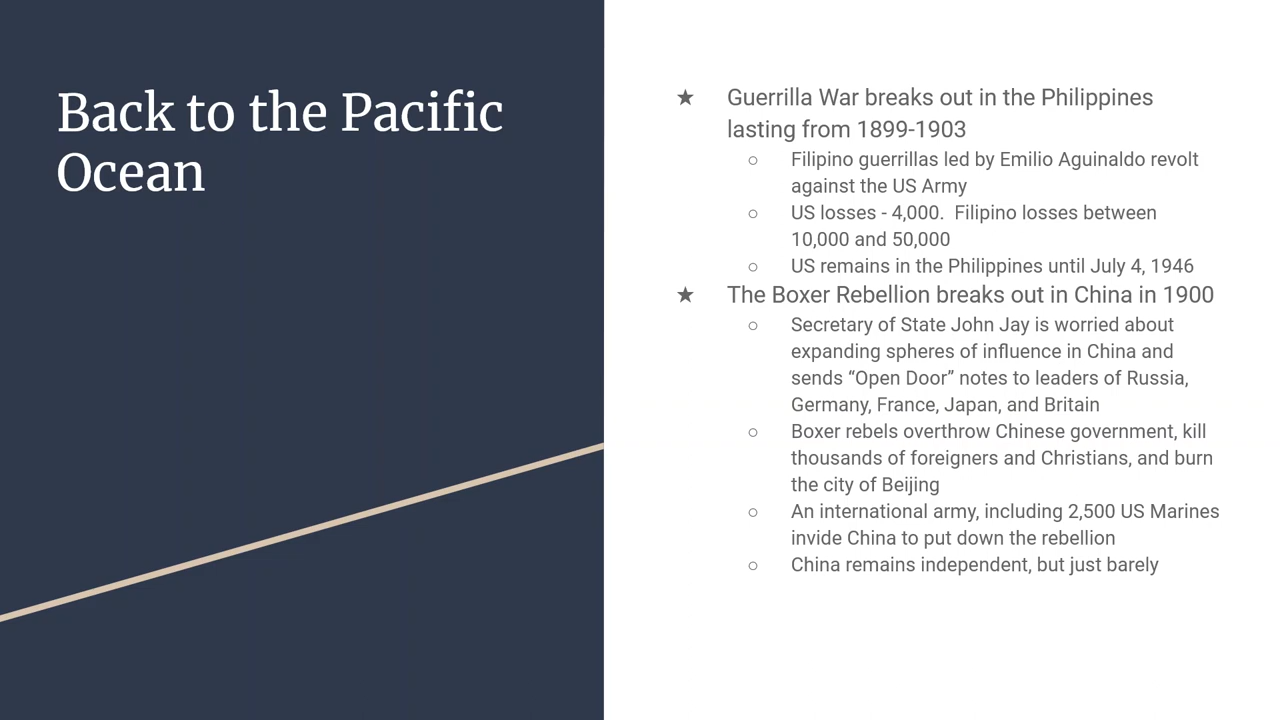 Back to the Pacific
Ocean
★ Guerrilla War breaks out in the Philippines
lasting from 1899-1903
○ Filipino guerrillas led by Emilio Aguinaldo revolt
against the US Army
○ US losses - 4,000.  Filipino losses between
10,000 and 50,000
○ US remains in the Philippines until July 4, 1946
★ The Boxer Rebellion breaks out in China in 1900
○ Secretary of State John Jay is worried about
expanding spheres of influence in China and
sends “Open Door” notes to leaders of Russia,
Germany, France, Japan, and Britain
○ Boxer rebels overthrow Chinese government, kill
thousands of foreigners and Christians, and burn
the city of Beijing
○ An international army, including 2,500 US Marines
invide China to put down the rebellion
○ China remains independent, but just barely